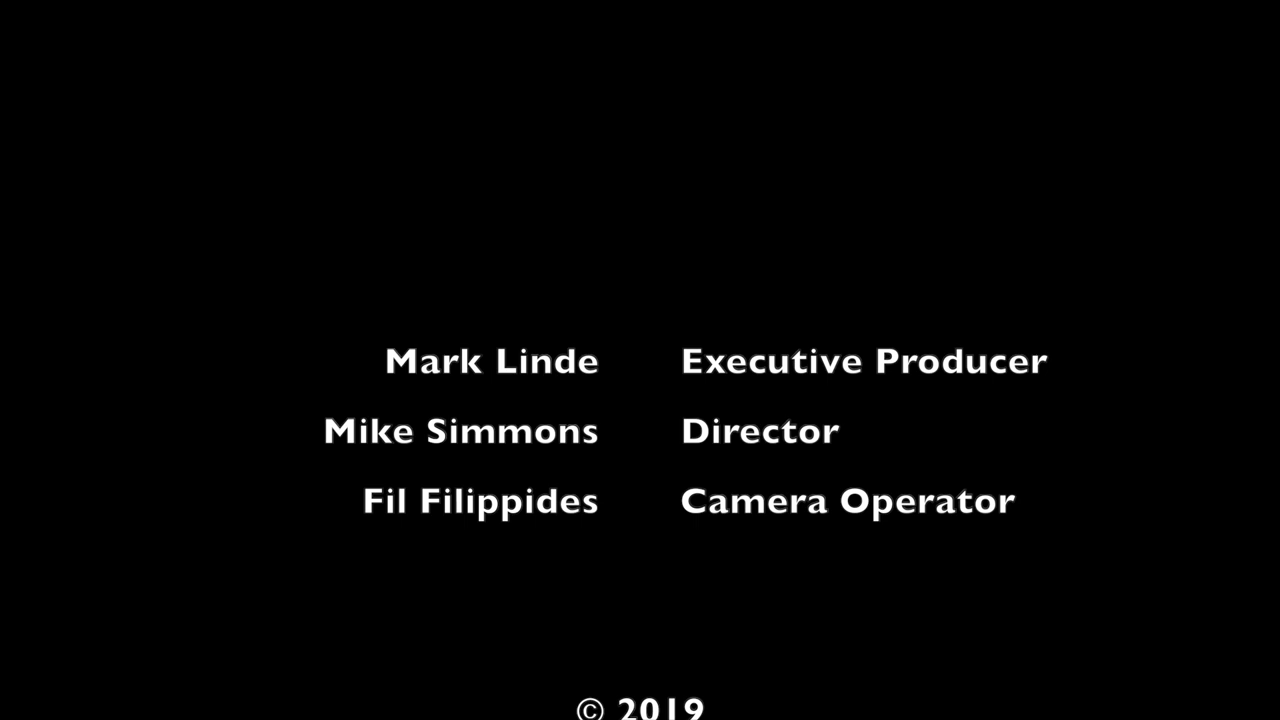 Mark Linde Executive Producer
Mike Simmons Director
Fil Filippides Camera Operator
© 2019